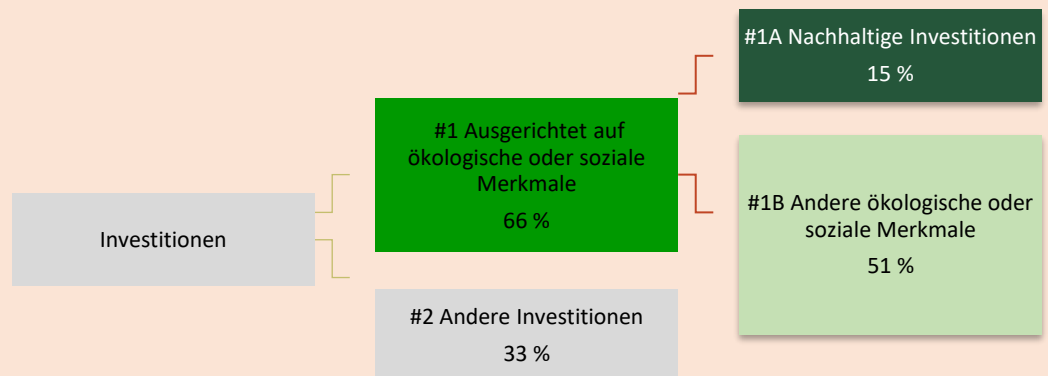 Investitionen
#1 Ausgerichtet auf
ökologische oder soziale
Merkmale
66 %
#2 Andere Investitionen
33 %
#1A Nachhaltige Investitionen
15 %
#1B Andere ökologische oder
soziale Merkmale
51 %